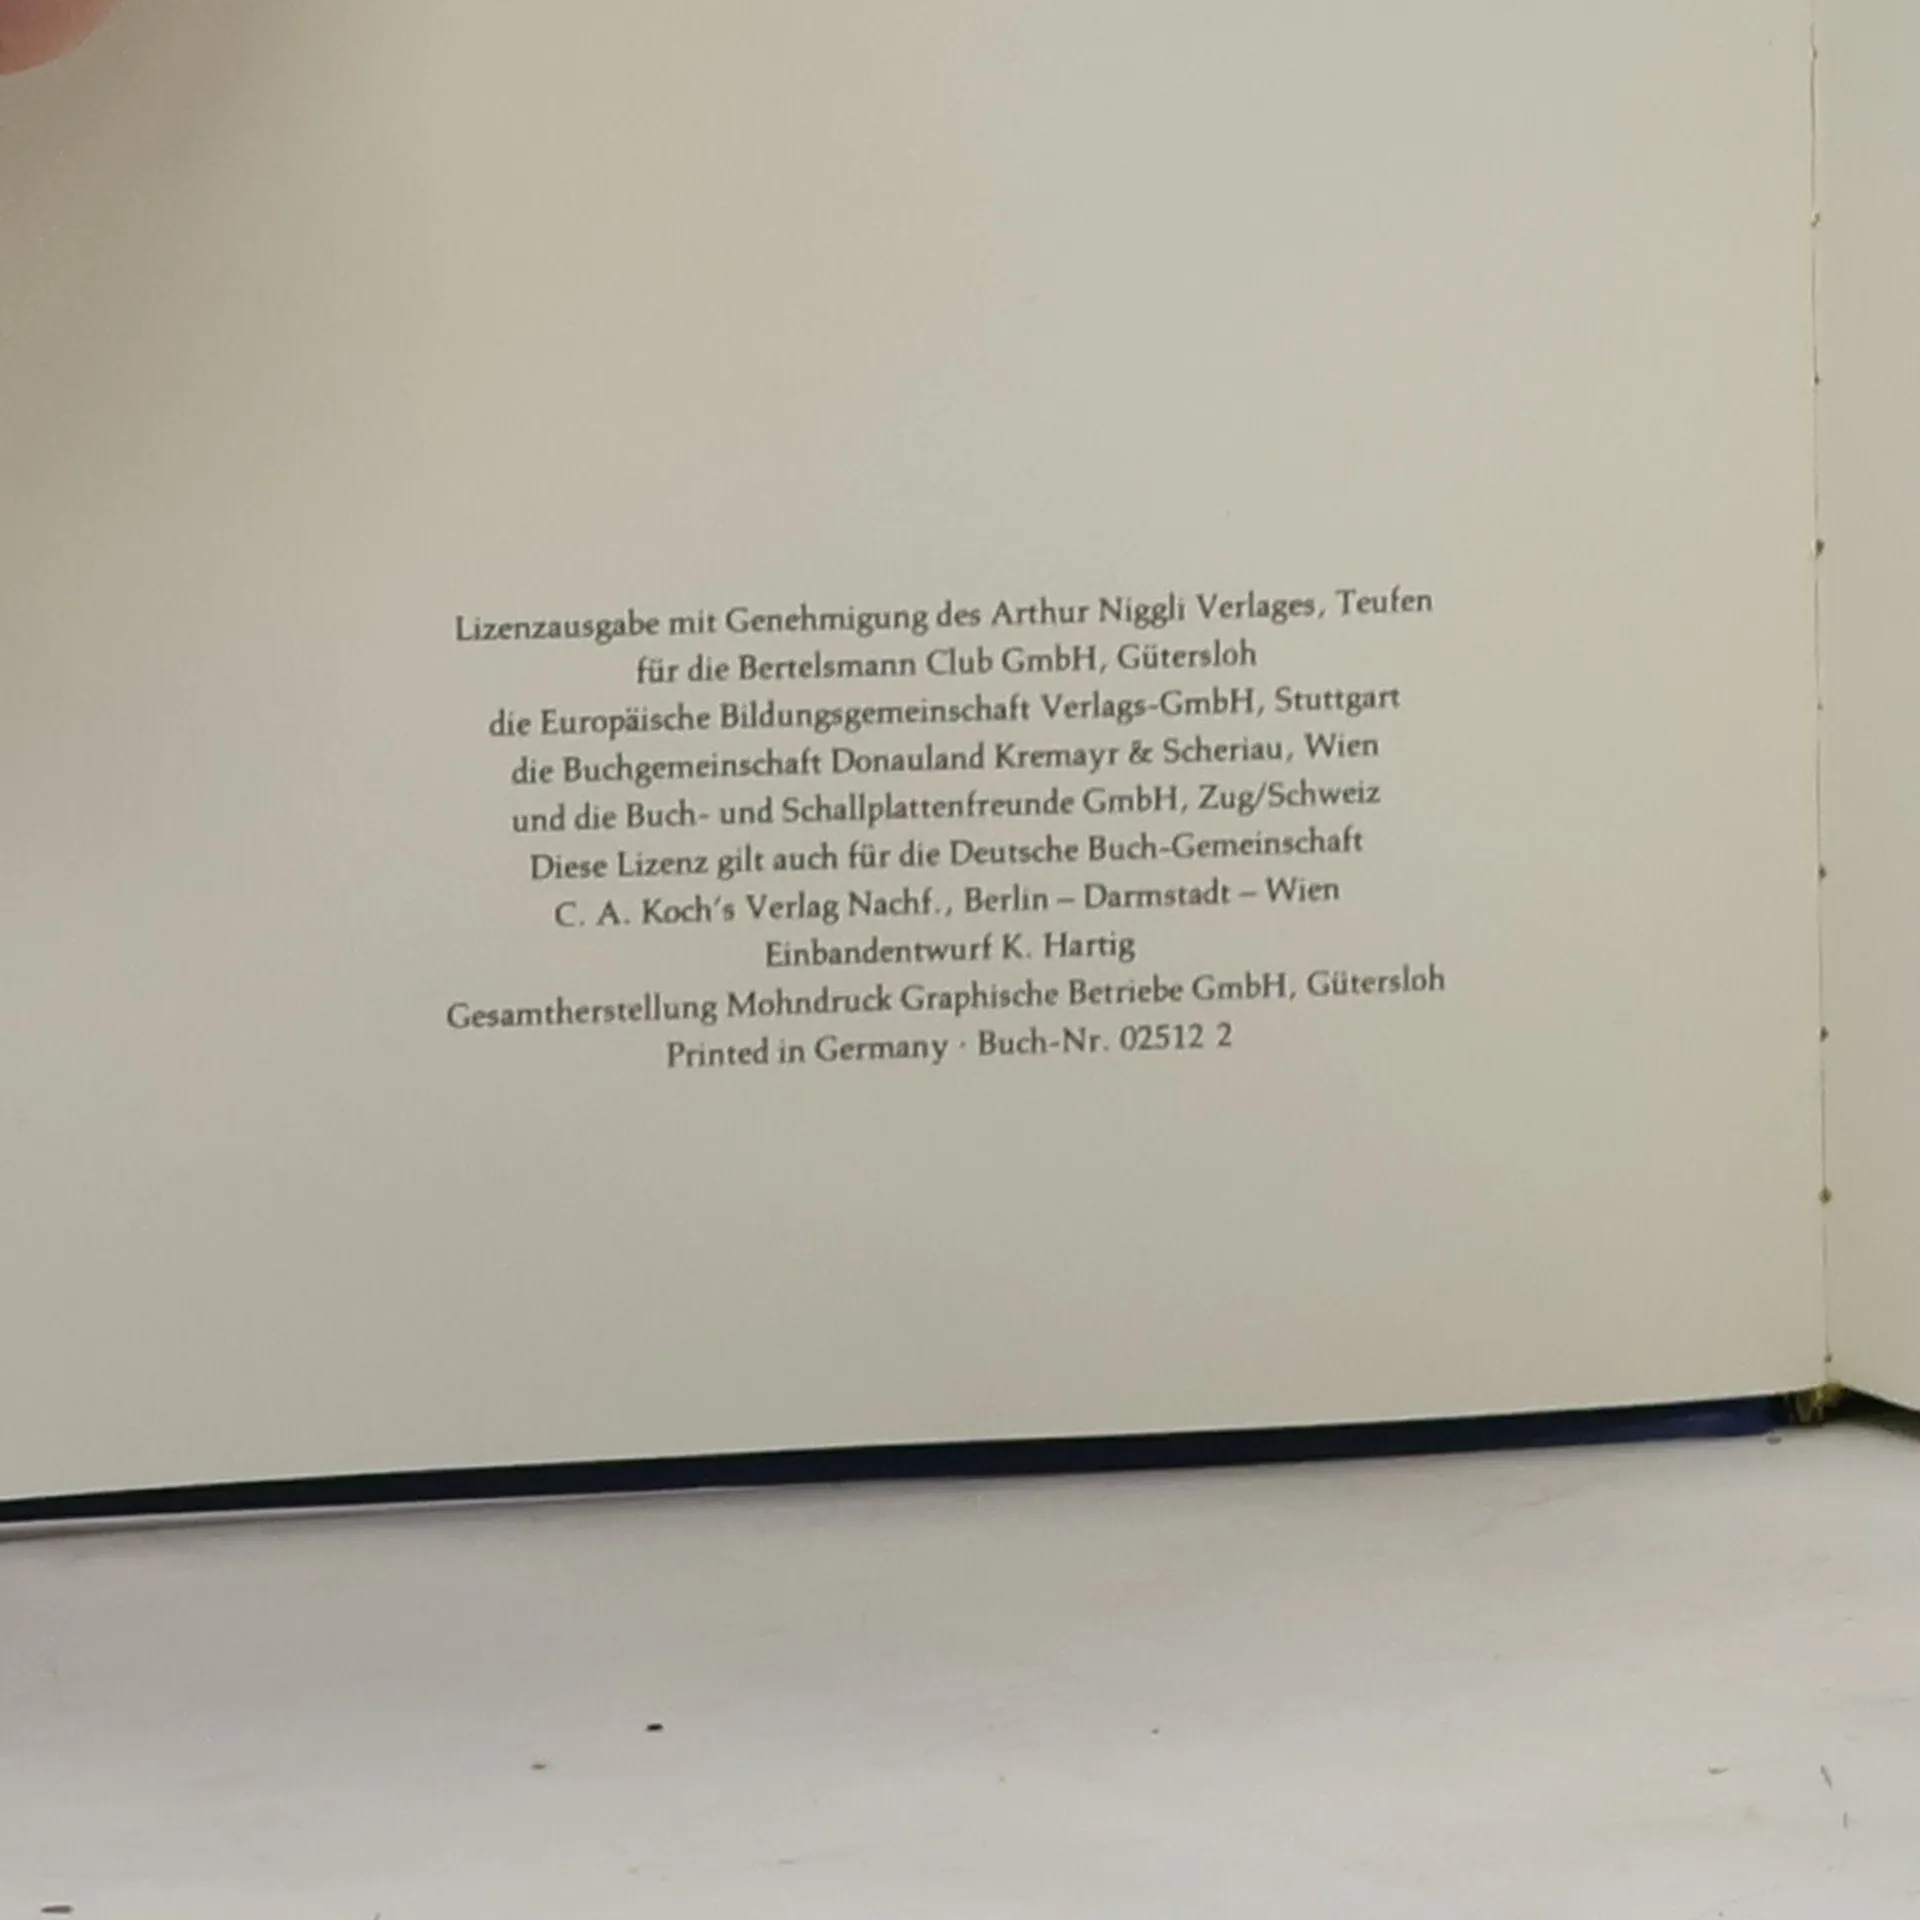 Lizenzausgabe mit Genehmigung des Arthur Niggli Verlages, Teufen
für die Bertelsmann Club GmbH, Gütersloh
die Europäische Bildungsgemeinschaft Verlags-GmbH, Stuttgart
die Buchgemeinschaft Donauland Kremayr & Scheriau, Wien
und die Buch- und Schallplattenfreunde GmbH, Zug/Schweiz
Diese Lizenz gilt auch für die Deutsche Buch-Gemeinschaft
C. A. Koch's Verlag Nachf., Berlin – Darmstadt – Wien
Einbandentwurf K. Hartig
Gesamtherstellung Mohndruck Graphische Betriebe GmbH, Gütersloh
Printed in Germany · Buch-Nr. 02512 2